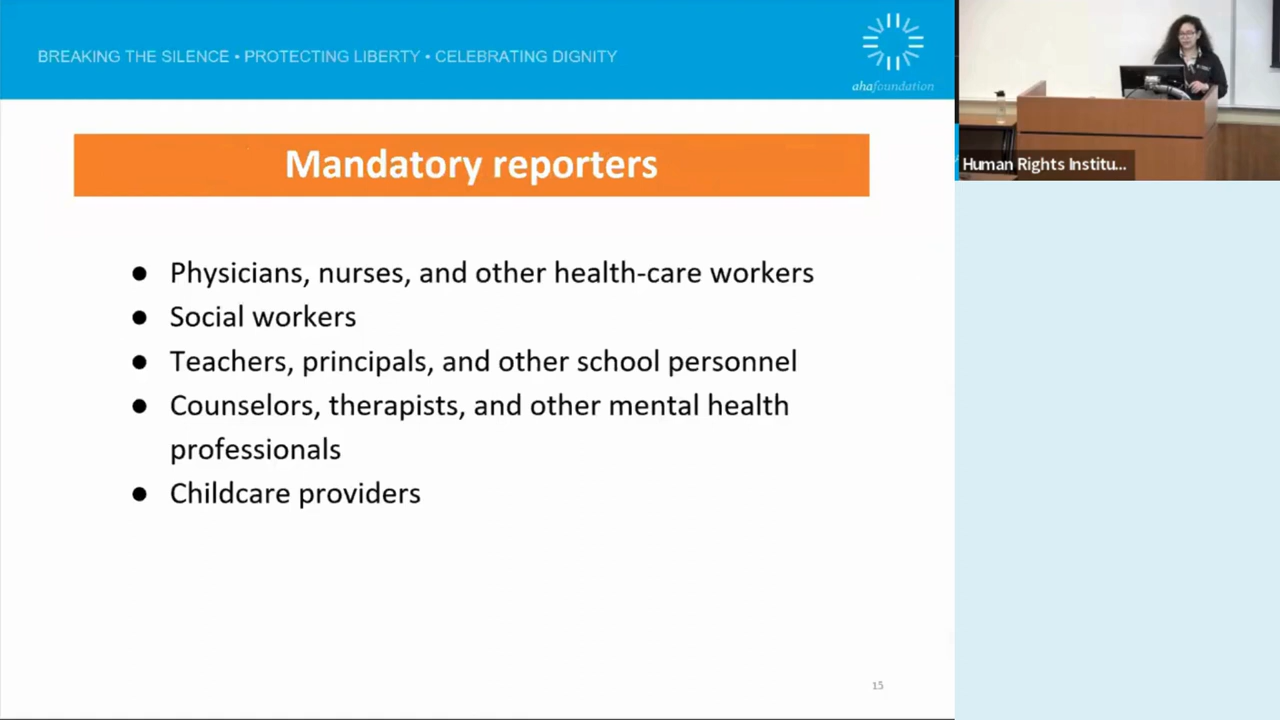 BREAKING THE SILENCE • PROTECTING LIBERTY • CELEBRATING DIGNITY
ahafoundation
Human Rights Institu...
Mandatory reporters
● Physicians, nurses, and other health-care workers
● Social workers
● Teachers, principals, and other school personnel
● Counselors, therapists, and other mental health
professionals
● Childcare providers
15